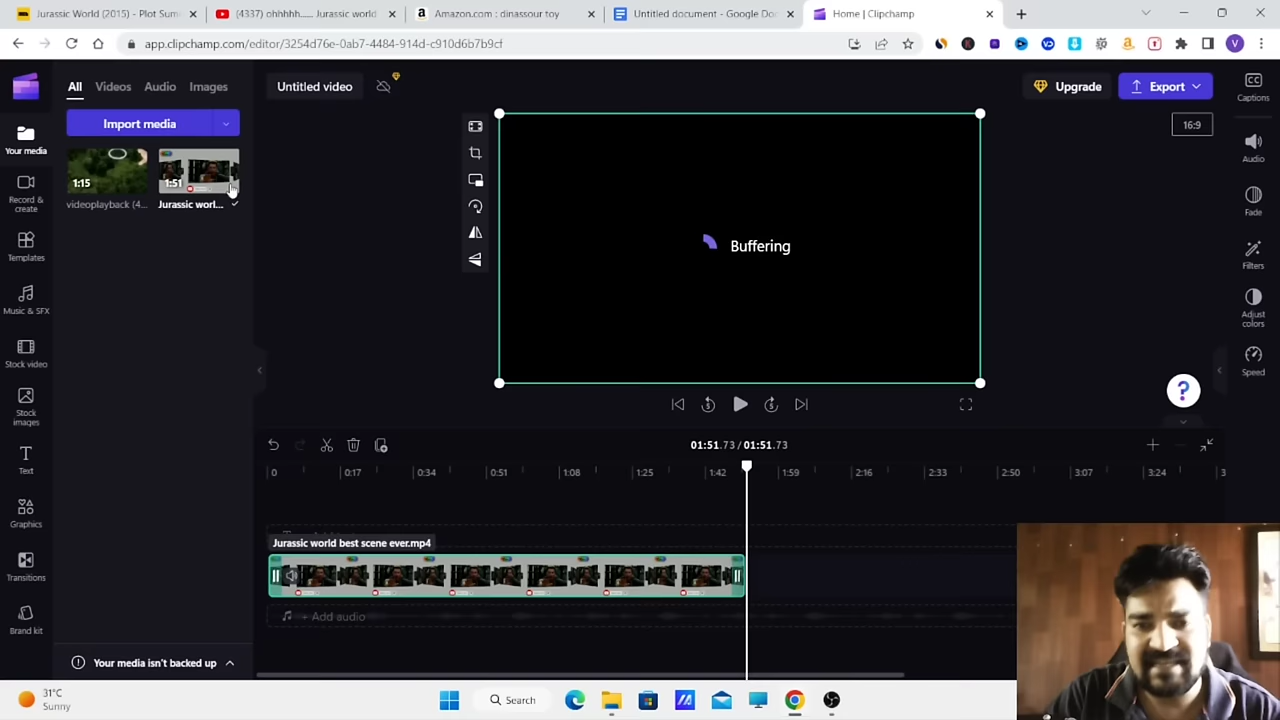 Jurassic World (2015) - Plot Sum
(4337) ohhhhh...... Jurassic world
Amazon.com : dinassour toy
Untitled document - Google Doc
Home | Clipchamp
app.clipchamp.com/editor/3254d76e-0ab7-4484-914d-c910d6b7b9cf
V
All
Videos
Audio
Images
Untitled video
Upgrade
Export
CC
Captions
Import media
16:9
Your media
1:15
1:51
videoplayback (4...
Jurassic worl...
Audio
Record &
create
Fade
Templates
Buffering
Filters
Music & SFX
Adjust
colors
Stock video
Speed
Stock
images
5
5
?
01:51.73 / 01:51.73
Text
0
0:17
0:34
0:51
1:08
1:25
1:42
1:59
2:16
2:33
2:50
3:07
3:24
Graphics
Jurassic world best scene ever.mp4
Transitions
+ Add audio
Brand kit
Your media isn't backed up
31°C
Sunny
Search